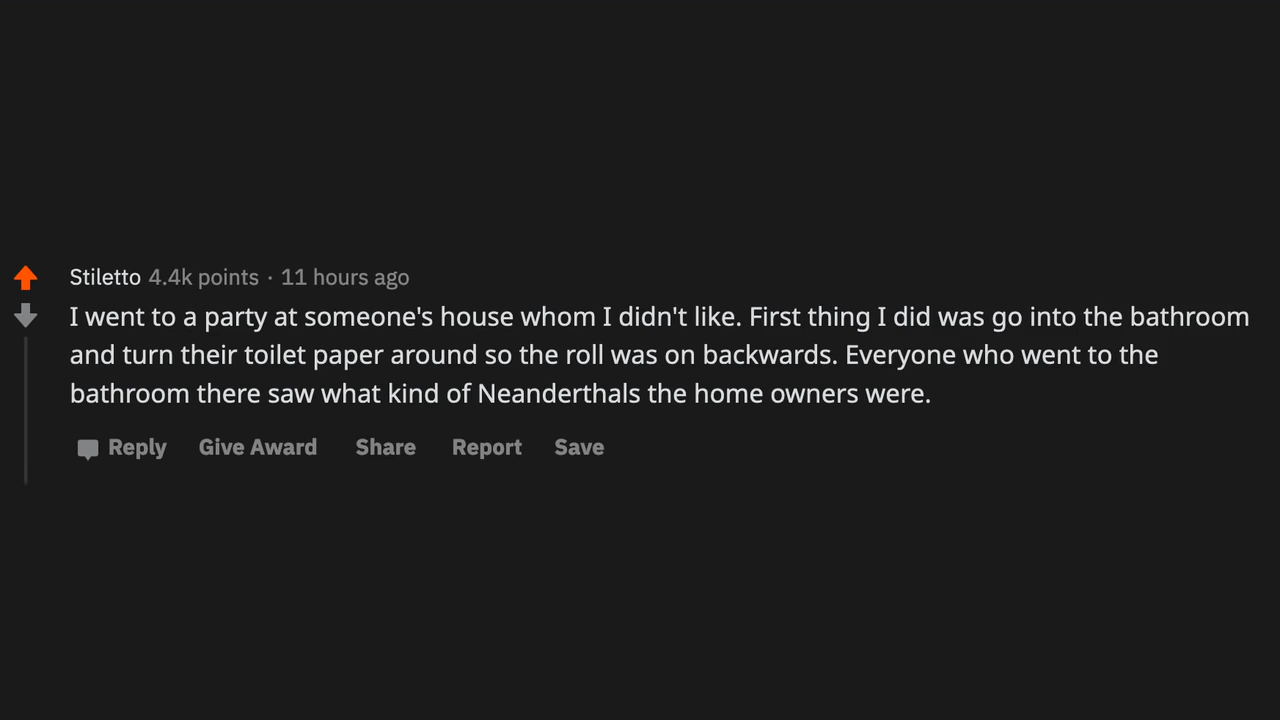 Stiletto 4.4k points · 11 hours ago
I went to a party at someone's house whom I didn't like. First thing I did was go into the bathroom
and turn their toilet paper around so the roll was on backwards. Everyone who went to the
bathroom there saw what kind of Neanderthals the home owners were.
Reply Give Award Share Report Save